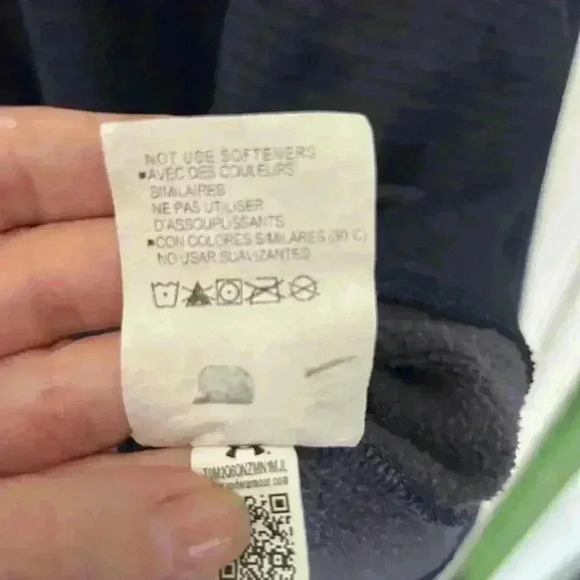 NOT USE SOFTENERS
▪AVEC DES COULEURS
SIMILAIRES
NE PAS UTILISER
D'ASSOUPLISSANTS
▪CON COLORES SIMILARES (30°C)
NO USAR SUAVIZANTES